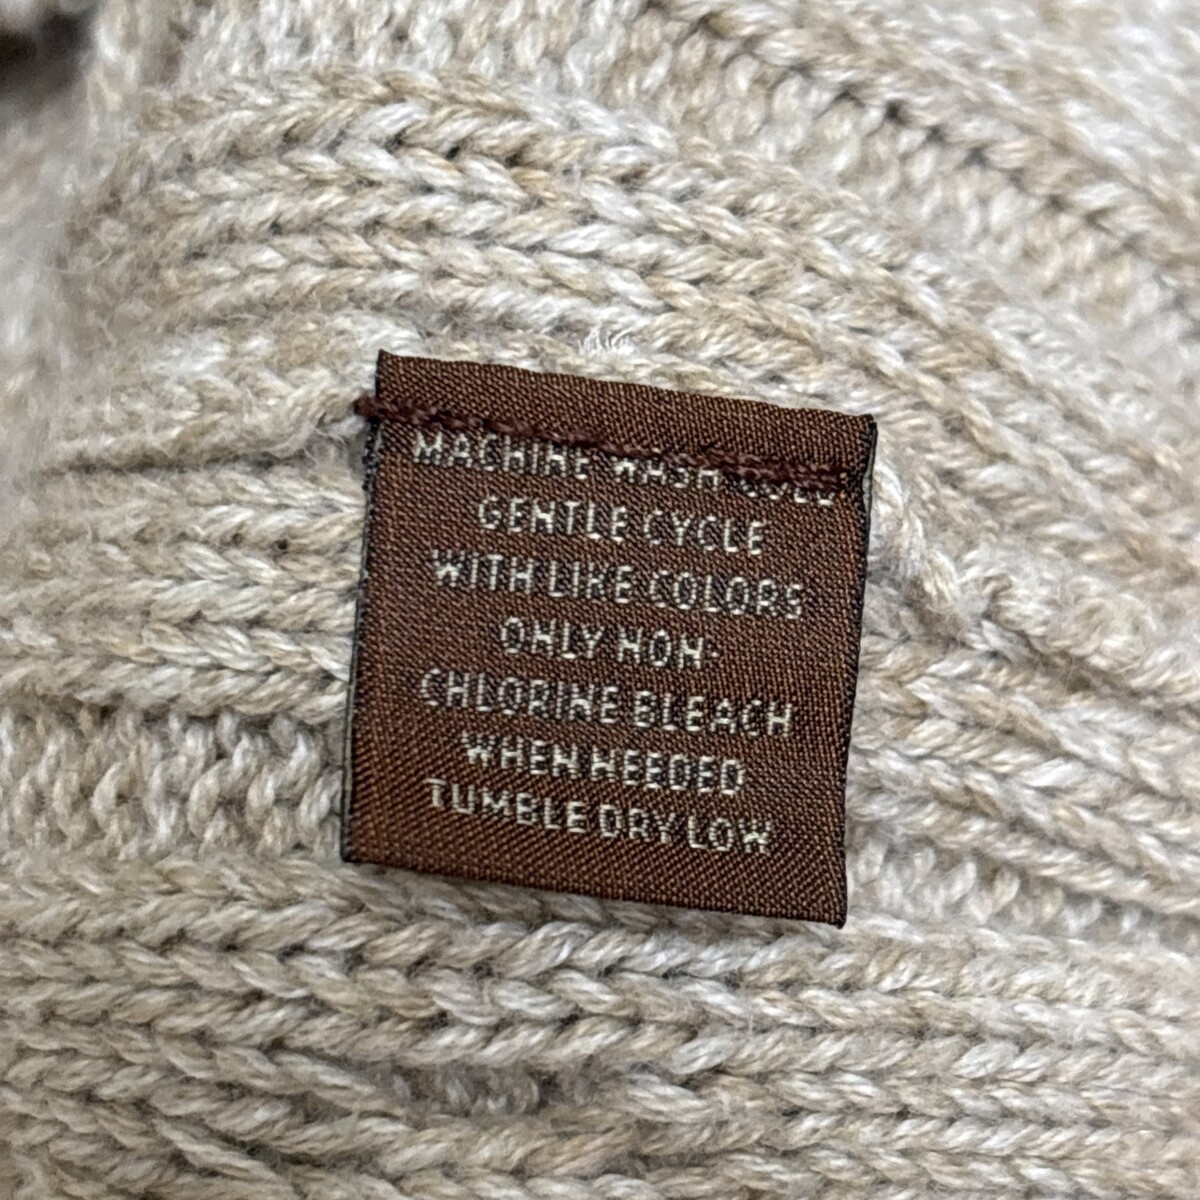 MACHINE WASH COLD
GENTLE CYCLE
WITH LIKE COLORS
ONLY NON-
CHLORINE BLEACH
WHEN NEEDED
TUMBLE DRY LOW